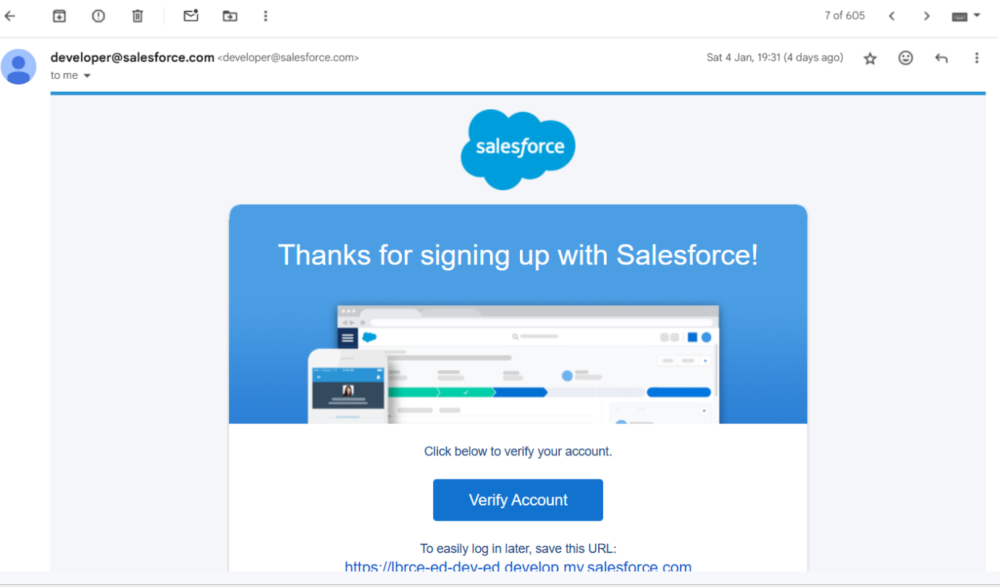 7 of 605
developer@salesforce.com <developer@salesforce.com>
Sat 4 Jan, 19:31 (4 days ago)
to me
salesforce
Thanks for signing up with Salesforce!
Click below to verify your account.
Verify Account
To easily log in later, save this URL:
https://lbrce-ed-dev-ed.develop.my.salesforce.com